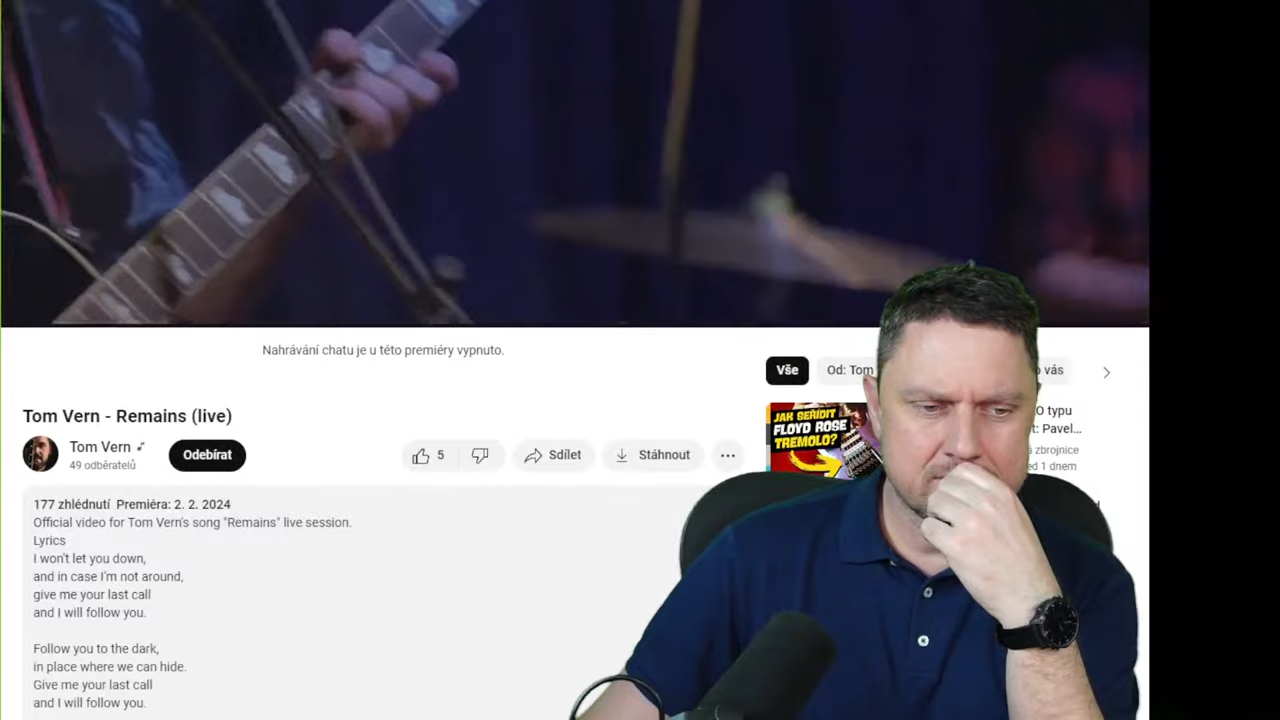 Nahrávání chatu je u této premiéry vypnuto.
Vše
Od: Tom
o vás
Tom Vern - Remains (live)
Tom Vern
49 odběratelů
Odebírat
5
Sdílet
Stáhnout
JAK SEŘÍDIT
FLOYD ROSE
TREMOLO?
O typu
t: Pavel...
zbrojnice
ed 1 dnem
177 zhlédnutí Premiéra: 2. 2. 2024
Official video for Tom Vern's song "Remains" live session.
Lyrics
I won't let you down,
and in case I'm not around,
give me your last call
and I will follow you.
Follow you to the dark,
in place where we can hide.
Give me your last call
and I will follow you.